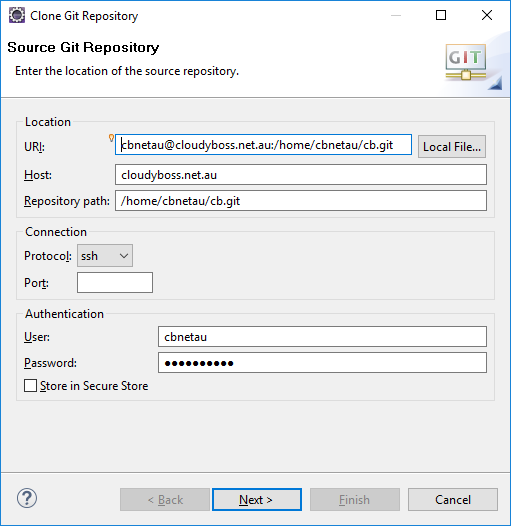 Clone Git Repository
Source Git Repository
Enter the location of the source repository.
GIT
Location
URI: cbnetau@cloudyboss.net.au:/home/cbnetau/cb.git Local File...
Host: cloudyboss.net.au
Repository path: /home/cbnetau/cb.git
Connection
Protocol: ssh
Port:
Authentication
User: cbnetau
Password: ●●●●●●●●●●
Store in Secure Store
? < Back Next > Finish Cancel